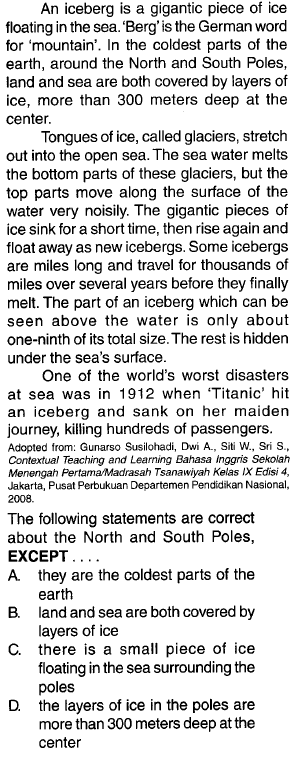 An iceberg is a gigantic piece of ice
floating in the sea. ‘Berg’ is the German word
for ‘mountain’. In the coldest parts of the
earth, around the North and South Poles,
land and sea are both covered by layers of
ice, more than 300 meters deep at the
center.
Tongues of ice, called glaciers, stretch
out into the open sea. The sea water melts
the bottom parts of these glaciers, but the
top parts move along the surface of the
water very noisily. The gigantic pieces of
ice sink for a short time, then rise again and
float away as new icebergs. Some icebergs
are miles long and travel for thousands of
miles over several years before they finally
melt. The part of an iceberg which can be
seen above the water is only about
one-ninth of its total size. The rest is hidden
under the sea’s surface.
One of the world’s worst disasters
at sea was in 1912 when ‘Titanic’ hit
an iceberg and sank on her maiden
journey, killing hundreds of passengers.
Adopted from: Gunarso Susilohadi, Dwi A., Siti W., Sri S.,
Contextual Teaching and Learning Bahasa Inggris Sekolah
Menengah Pertama/Madrasah Tsanawiyah Kelas IX Edisi 4,
Jakarta, Pusat Perbukuan Departemen Pendidikan Nasional,
2008.
The following statements are correct
about the North and South Poles,
EXCEPT . . . .
A. they are the coldest parts of the
earth
B. land and sea are both covered by
layers of ice
C. there is a small piece of ice
floating in the sea surrounding the
poles
D. the layers of ice in the poles are
more than 300 meters deep at the
center